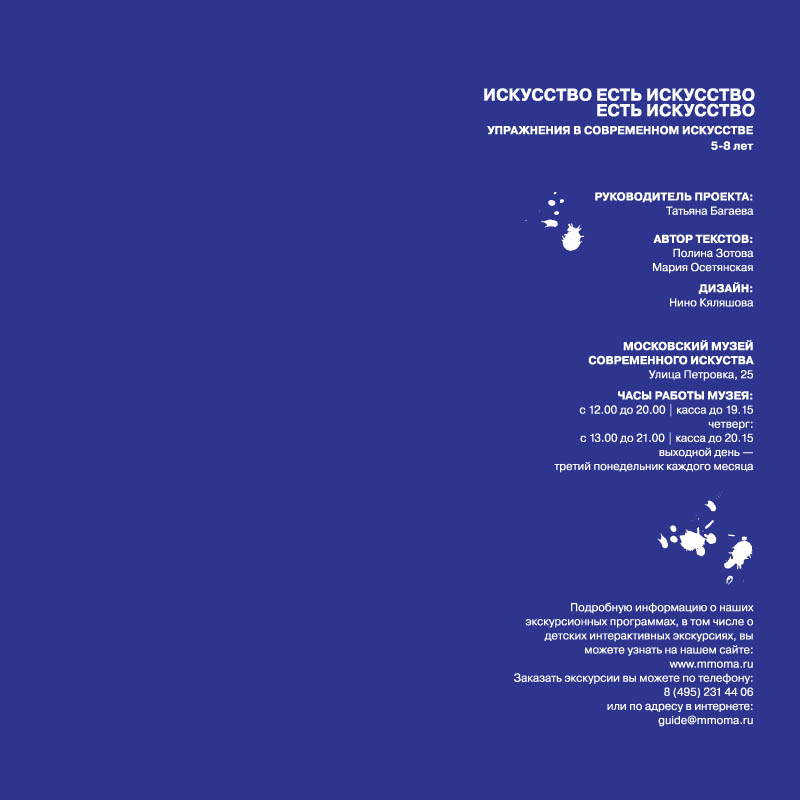 ИСКУССТВО ЕСТЬ ИСКУССТВО
ЕСТЬ ИСКУССТВО
УПРАЖНЕНИЯ В СОВРЕМЕННОМ ИСКУССТВЕ
5-8 лет
РУКОВОДИТЕЛЬ ПРОЕКТА:
Татьяна Багаева
АВТОР ТЕКСТОВ:
Полина Зотова
Мария Осетянская
ДИЗАЙН:
Нино Кяляшова
МОСКОВСКИЙ МУЗЕЙ
СОВРЕМЕННОГО ИСКУСТВА
Улица Петровка, 25
ЧАСЫ РАБОТЫ МУЗЕЯ:
с 12.00 до 20.00 | касса до 19.15
четверг:
с 13.00 до 21.00 | касса до 20.15
выходной день —
третий понедельник каждого месяца
Подробную информацию о наших
экскурсионных программах, в том числе о
детских интерактивных экскурсиях, вы
можете узнать на нашем сайте:
www.mmoma.ru
Заказать экскурсии вы можете по телефону:
8 (495) 231 44 06
или по адресу в интернете:
guide@mmoma.ru